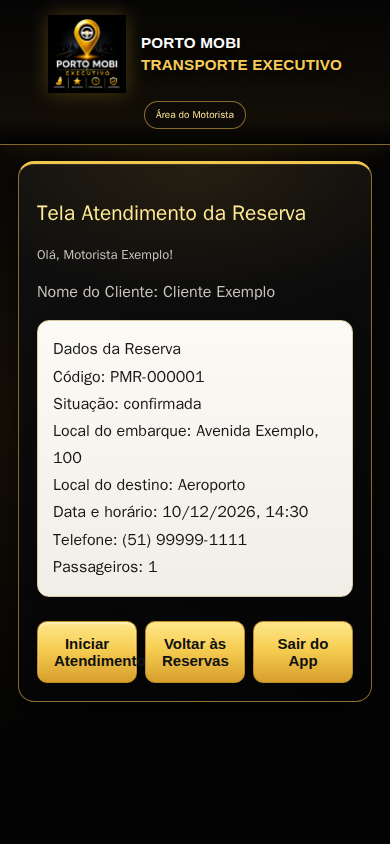 PORTO MOBI
EXECUTIVO
PORTO MOBI
TRANSPORTE EXECUTIVO
Área do Motorista
Tela Atendimento da Reserva
Olá, Motorista Exemplo!
Nome do Cliente: Cliente Exemplo
Dados da Reserva
Código: PMR-000001
Situação: confirmada
Local do embarque: Avenida Exemplo,
100
Local do destino: Aeroporto
Data e horário: 10/12/2026, 14:30
Telefone: (51) 99999-1111
Passageiros: 1
Iniciar
Atendiment
Voltar às
Reservas
Sair do
App